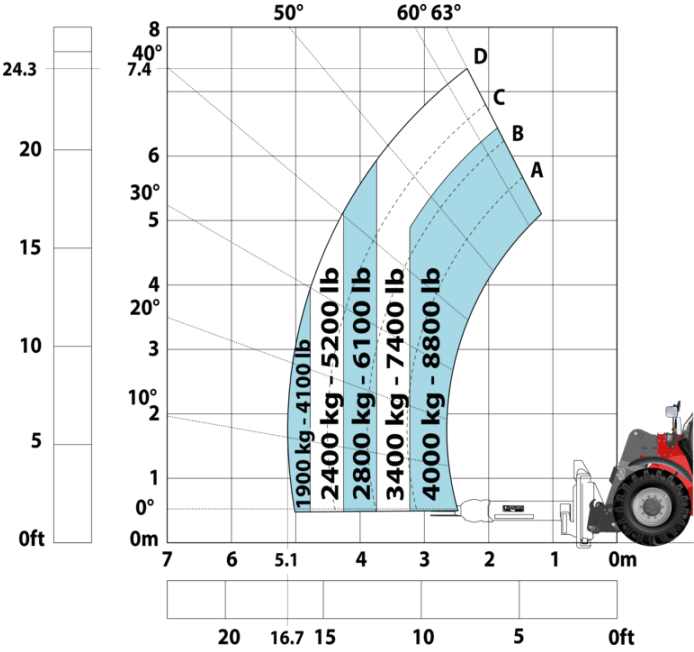 50° 60° 63°
8
40°
24.3 7.4
D
C
B
20 6
A
30°
5
15
4
20°
10 3
10°
5 2
1
0°
0ft 0m
1900 kg - 4100 lb
2400 kg - 5200 lb
2800 kg - 6100 lb
3400 kg - 7400 lb
4000 kg - 8800 lb
7 6 5.1 4 3 2 1 0m
20 16.7 15 10 5 0ft